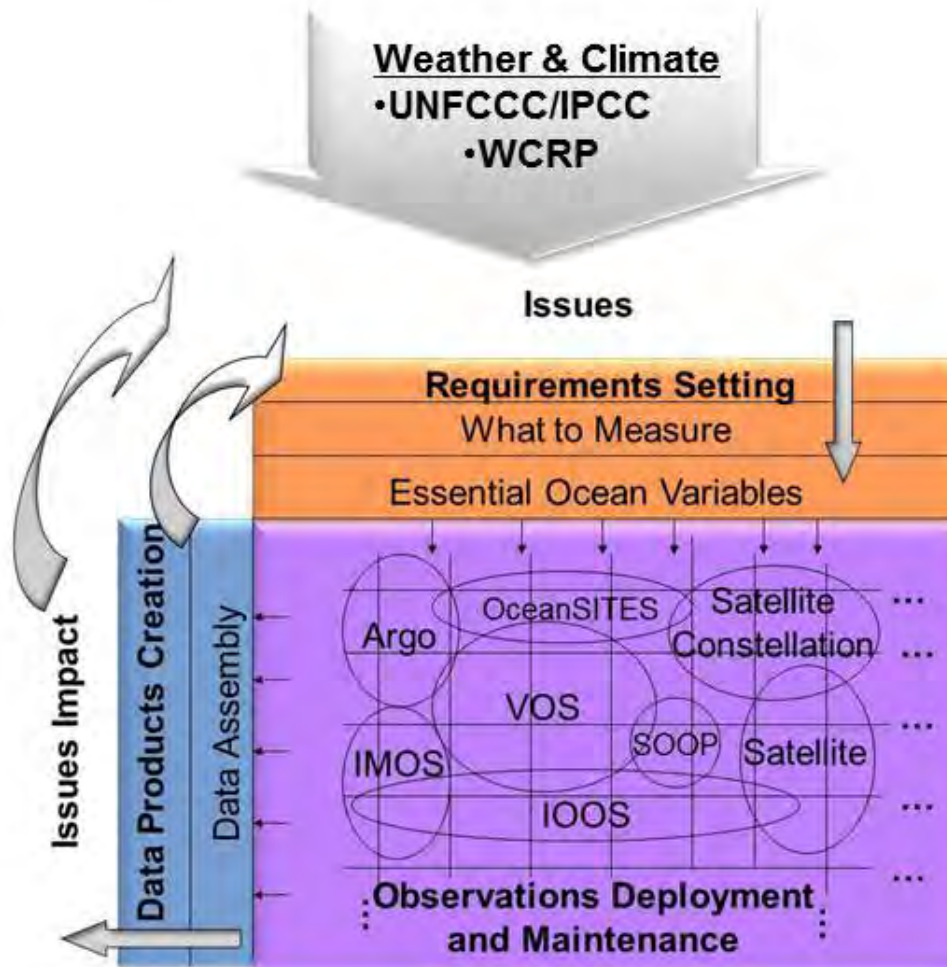 Weather & Climate
•UNFCCC/IPCC
•WCRP
Issues
Requirements Setting
What to Measure
Essential Ocean Variables
Issues Impact
Data Products Creation
Data Assembly
Argo
OceanSITES
Satellite
Constellation
...
...
VOS
SOOP
IMOS
Satellite
...
IOOS
...
...
Observations Deployment
and Maintenance
...
...